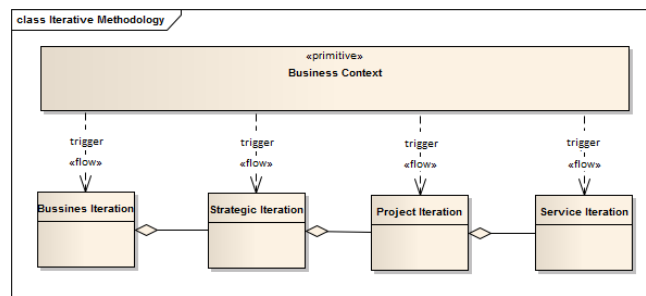 class Iterative Methodology
«primitive»
Business Context
trigger trigger trigger trigger
«flow» «flow» «flow» «flow»
Bussines Iteration Strategic Iteration Project Iteration Service Iteration